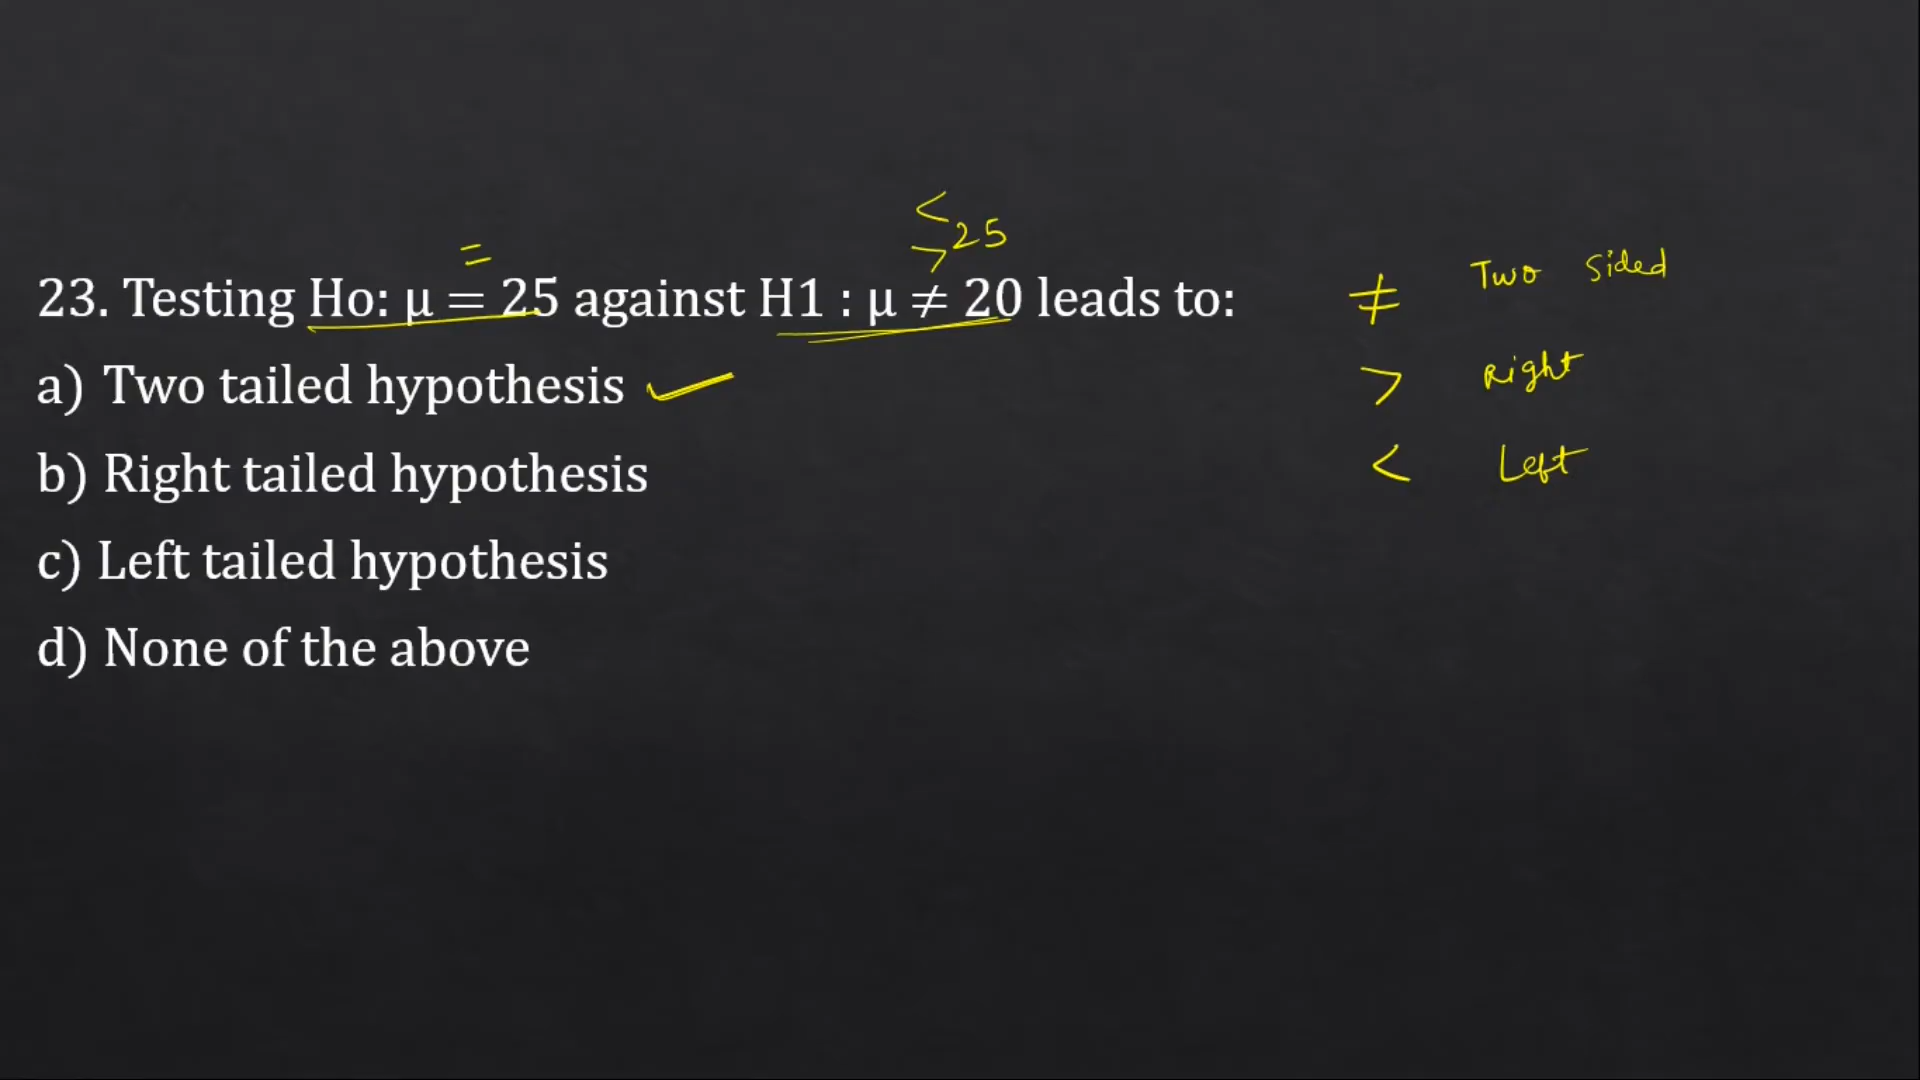 <
> 25
=
23. Testing Ho: μ = 25 against H1 : μ ≠ 20 leads to:
a) Two tailed hypothesis
b) Right tailed hypothesis
c) Left tailed hypothesis
d) None of the above
≠ Two Sided
> Right
< Left